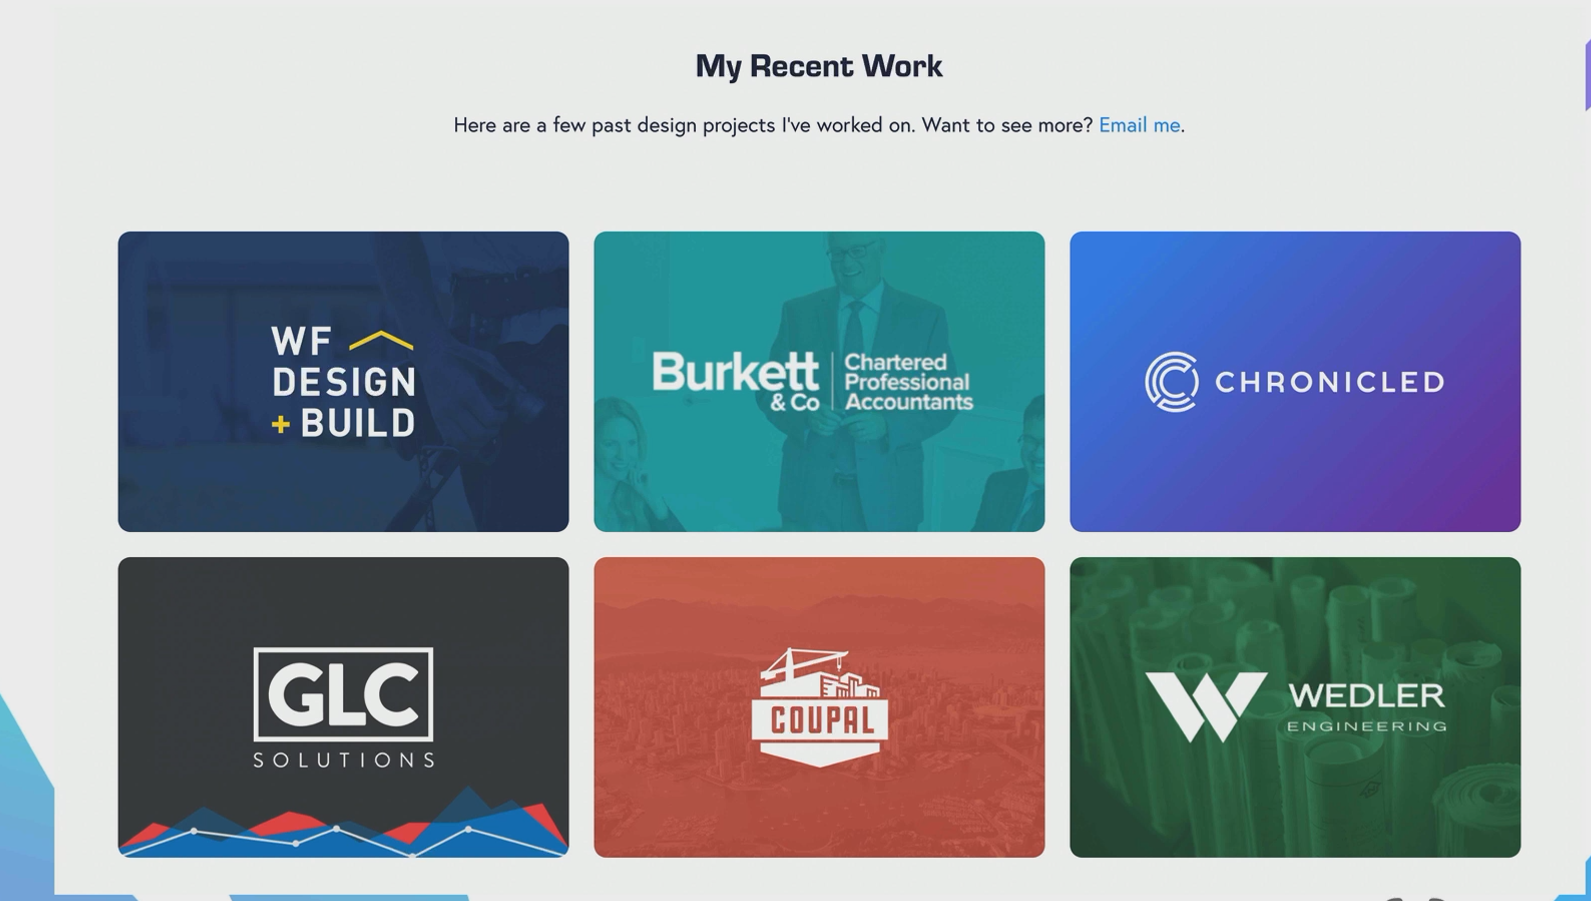 My Recent Work
Here are a few past design projects I've worked on. Want to see more? Email me.
WF
DESIGN
+ BUILD
Burkett
& Co
Chartered
Professional
Accountants
CHRONICLED
GLC
SOLUTIONS
COUPAL
WEDLER
ENGINEERING